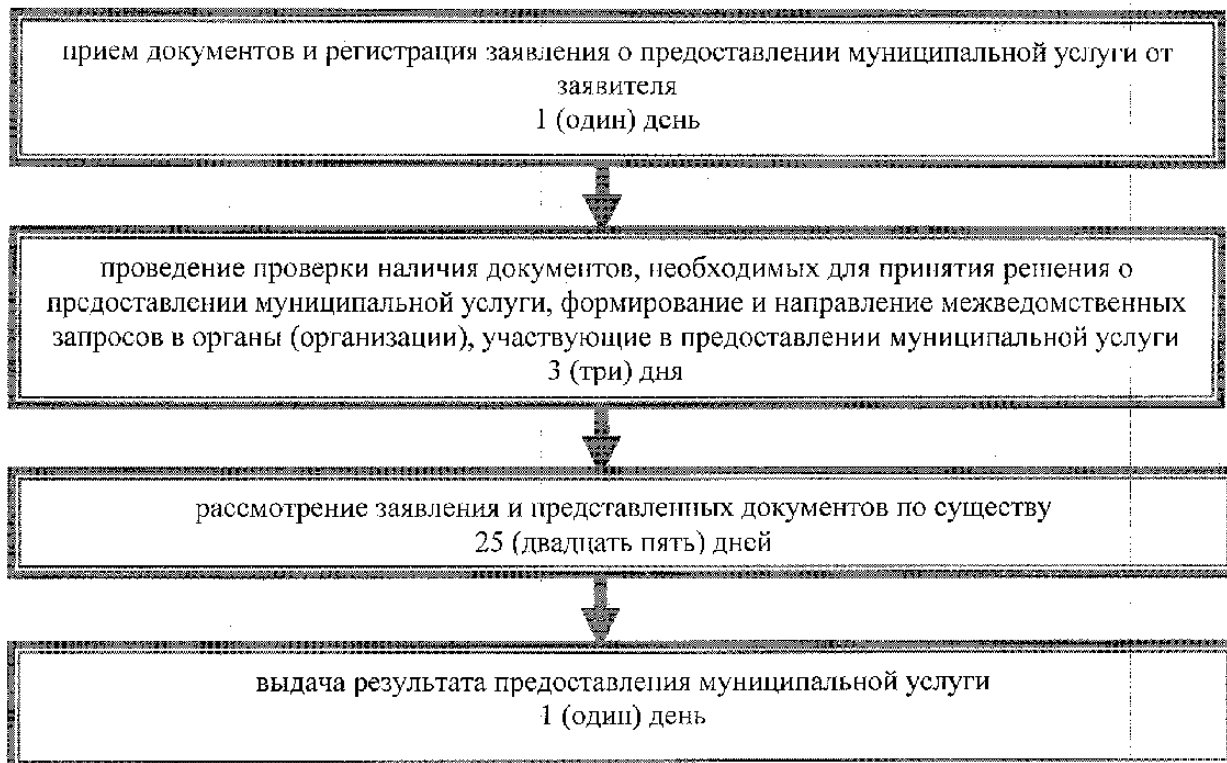 прием документов и регистрация заявления о предоставлении муниципальной услуги от
заявителя
1 (один) день
проведение проверки наличия документов, необходимых для принятия решения о
предоставлении муниципальной услуги, формирование и направление межведомственных
запросов в органы (организации), участвующие в предоставлении муниципальной услуги
3 (три) дня
рассмотрение заявления и представленных документов по существу
25 (двадцать пять) дней
выдача результата предоставления муниципальной услуги
1 (один) день